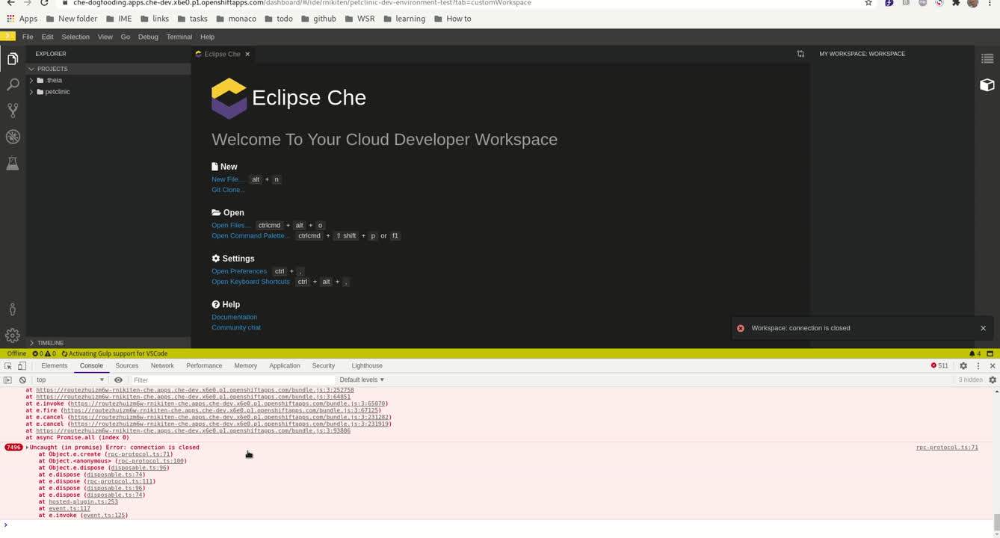 che-dogfooding.apps.che-dev.x6e0.p1.openshiftapps.com/dashboard/#/ide/rnikiten/petclinic-dev-environment-test?tab=customWorkspace
Apps New folder IME links tasks monaco todo github WSR learning How to
File Edit Selection View Go Debug Terminal Help
EXPLORER
Eclipse Che
MY WORKSPACE: WORKSPACE
PROJECTS
.theia
petclinic
Eclipse Che
Welcome To Your Cloud Developer Workspace
New
New File... alt + n
Git Clone...
Open
Open Files... ctrlcmd + alt + o
Open Command Palette... ctrlcmd + ⇧ shift + p or f1
Settings
Open Preferences ctrl + ,
Open Keyboard Shortcuts ctrl + alt + ,
Help
Documentation
Community chat
Workspace: connection is closed
TIMELINE
Offline 0 0 Activating Gulp support for VSCode 4
Elements Console Sources Network Performance Memory Application Security Lighthouse 511
top Filter Default levels 3 hidden
at https://routezhuizm6w-rnikiten-che.apps.che-dev.x6e0.p1.openshiftapps.com/bundle.js:3:252758
at https://routezhuizm6w-rnikiten-che.apps.che-dev.x6e0.p1.openshiftapps.com/bundle.js:3:64851
at e.invoke (https://routezhuizm6w-rnikiten-che.apps.che-dev.x6e0.p1.openshiftapps.com/bundle.js:3:65070)
at e.fire (https://routezhuizm6w-rnikiten-che.apps.che-dev.x6e0.p1.openshiftapps.com/bundle.js:3:67125)
at e.cancel (https://routezhuizm6w-rnikiten-che.apps.che-dev.x6e0.p1.openshiftapps.com/bundle.js:3:231282)
at e.cancel (https://routezhuizm6w-rnikiten-che.apps.che-dev.x6e0.p1.openshiftapps.com/bundle.js:3:231919)
at https://routezhuizm6w-rnikiten-che.apps.che-dev.x6e0.p1.openshiftapps.com/bundle.js:3:93806
at async Promise.all (index 0)
7496 Uncaught (in promise) Error: connection is closed rpc-protocol.ts:71
at Object.e.create (rpc-protocol.ts:71)
at Object.<anonymous> (rpc-protocol.ts:100)
at Object.e.dispose (disposable.ts:96)
at e.dispose (disposable.ts:74)
at e.dispose (rpc-protocol.ts:111)
at e.dispose (disposable.ts:96)
at e.dispose (disposable.ts:74)
at hosted-plugin.ts:253
at event.ts:117
at e.invoke (event.ts:125)